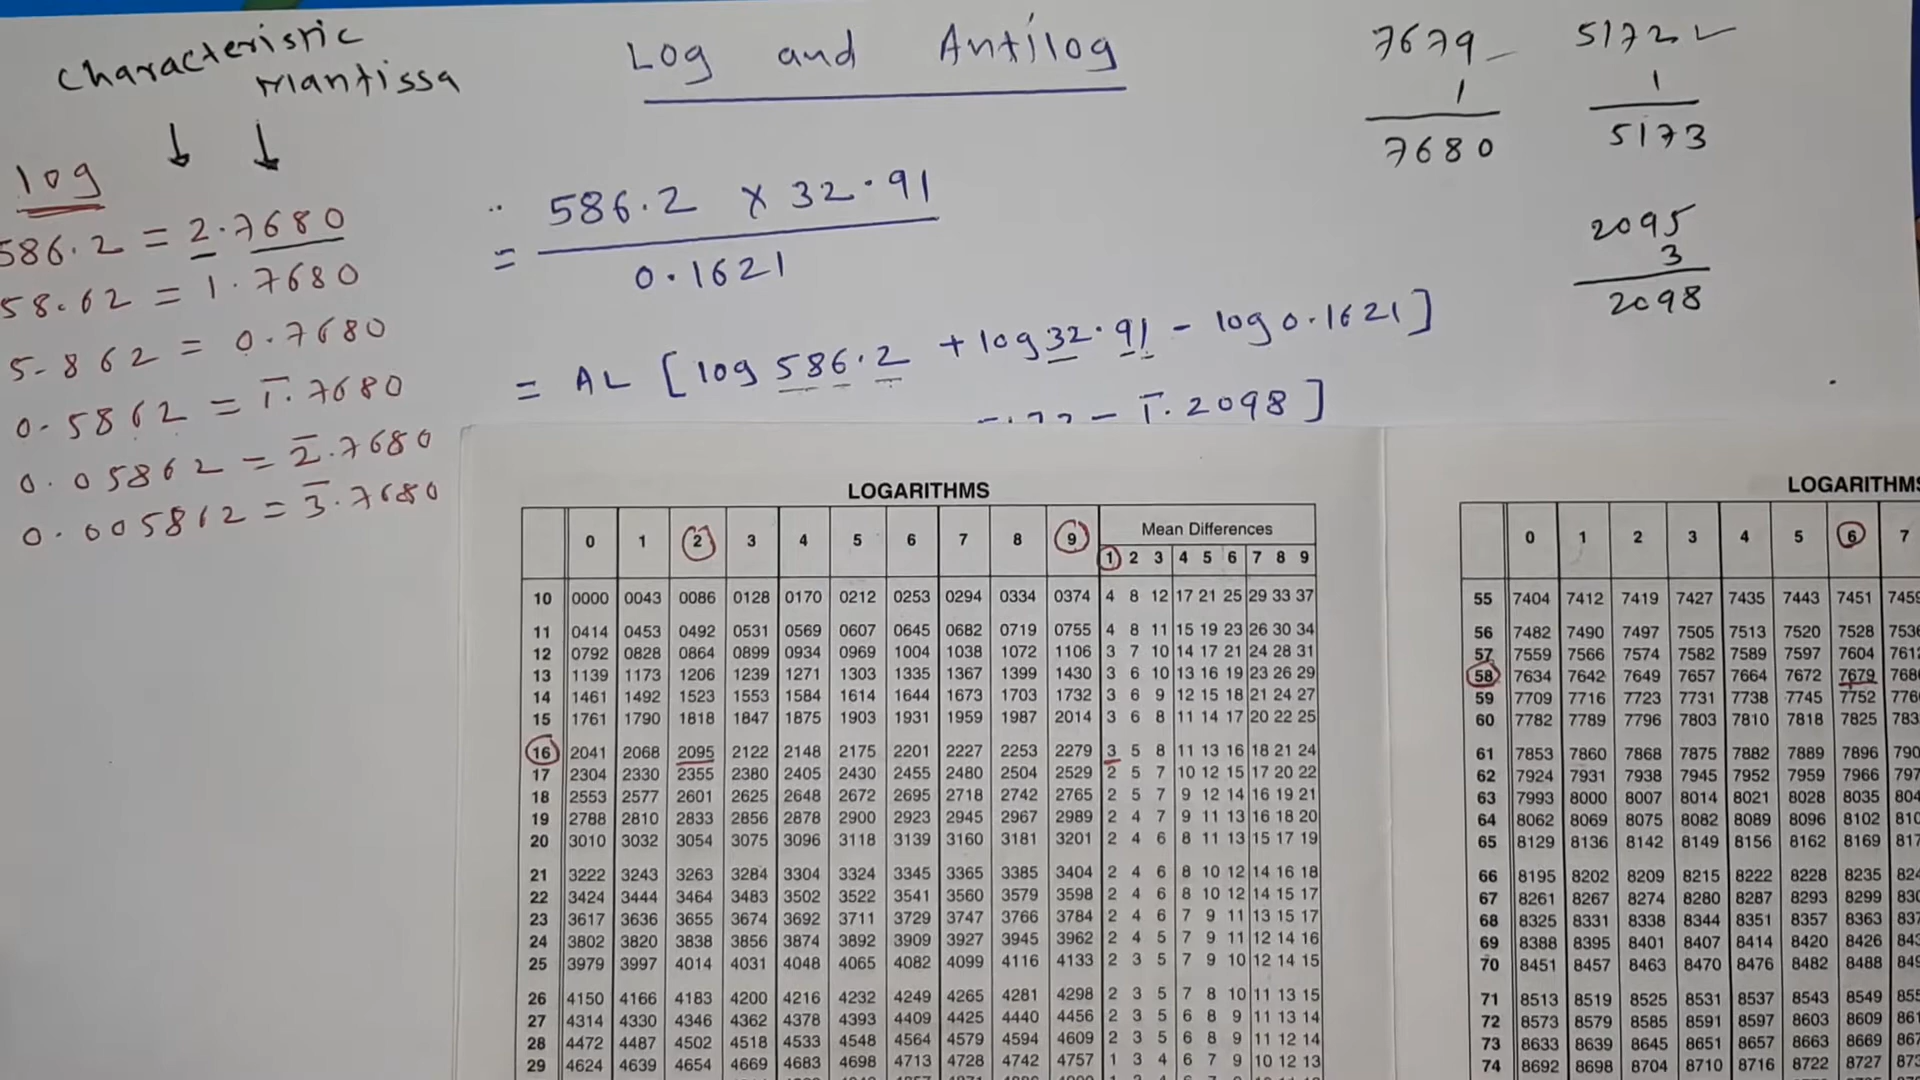 Log and Antilog
characteristic
Mantissa
↓ ↓
log
586.2 = 2.7680
58.62 = 1.7680
5.862 = 0.7680
0.5862 = 1̅.7680
0.05862 = 2̅.7680
0.005862 = 3̅.7680
= 586.2 × 32.91
0.1621
= AL [log 586.2 + log 32.91 - log 0.1621]
- 1̅.2098]
7679
1
7680
5172
1
5173
2095
3
2098
LOGARITHMS
0 1 2 3 4 5 6 7 8 9 Mean Differences
1 2 3 4 5 6 7 8 9
10 0000 0043 0086 0128 0170 0212 0253 0294 0334 0374 4 8 12 17 21 25 29 33 37
11 0414 0453 0492 0531 0569 0607 0645 0682 0719 0755 4 8 11 15 19 23 26 30 34
12 0792 0828 0864 0899 0934 0969 1004 1038 1072 1106 3 7 10 14 17 21 24 28 31
13 1139 1173 1206 1239 1271 1303 1335 1367 1399 1430 3 6 10 13 16 19 23 26 29
14 1461 1492 1523 1553 1584 1614 1644 1673 1703 1732 3 6 9 12 15 18 21 24 27
15 1761 1790 1818 1847 1875 1903 1931 1959 1987 2014 3 6 8 11 14 17 20 22 25
16 2041 2068 2095 2122 2148 2175 2201 2227 2253 2279 3 5 8 11 13 16 18 21 24
17 2304 2330 2355 2380 2405 2430 2455 2480 2504 2529 2 5 7 10 12 15 17 20 22
18 2553 2577 2601 2625 2648 2672 2695 2718 2742 2765 2 5 7 9 12 14 16 19 21
19 2788 2810 2833 2856 2878 2900 2923 2945 2967 2989 2 4 7 9 11 13 16 18 20
20 3010 3032 3054 3075 3096 3118 3139 3160 3181 3201 2 4 6 8 11 13 15 17 19
21 3222 3243 3263 3284 3304 3324 3345 3365 3385 3404 2 4 6 8 10 12 14 16 18
22 3424 3444 3464 3483 3502 3522 3541 3560 3579 3598 2 4 6 8 10 12 14 15 17
23 3617 3636 3655 3674 3692 3711 3729 3747 3766 3784 2 4 6 7 9 11 13 15 17
24 3802 3820 3838 3856 3874 3892 3909 3927 3945 3962 2 4 5 7 9 11 12 14 16
25 3979 3997 4014 4031 4048 4065 4082 4099 4116 4133 2 3 5 7 9 10 12 14 15
26 4150 4166 4183 4200 4216 4232 4249 4265 4281 4298 2 3 5 7 8 10 11 13 15
27 4314 4330 4346 4362 4378 4393 4409 4425 4440 4456 2 3 5 6 8 9 11 13 14
28 4472 4487 4502 4518 4533 4548 4564 4579 4594 4609 2 3 5 6 8 9 11 12 14
29 4624 4639 4654 4669 4683 4698 4713 4728 4742 4757 1 3 4 6 7 9 10 12 13
LOGARITHMS
0 1 2 3 4 5 6 7
55 7404 7412 7419 7427 7435 7443 7451 7459
56 7482 7490 7497 7505 7513 7520 7528 7536
57 7559 7566 7574 7582 7589 7597 7604 761
58 7634 7642 7649 7657 7664 7672 7679 768
59 7709 7716 7723 7731 7738 7745 7752 776
60 7782 7789 7796 7803 7810 7818 7825 783
61 7853 7860 7868 7875 7882 7889 7896 790
62 7924 7931 7938 7945 7952 7959 7966 797
63 7993 8000 8007 8014 8021 8028 8035 804
64 8062 8069 8075 8082 8089 8096 8102 810
65 8129 8136 8142 8149 8156 8162 8169 817
66 8195 8202 8209 8215 8222 8228 8235 824
67 8261 8267 8274 8280 8287 8293 8299 830
68 8325 8331 8338 8344 8351 8357 8363 837
69 8388 8395 8401 8407 8414 8420 8426 843
70 8451 8457 8463 8470 8476 8482 8488 849
71 8513 8519 8525 8531 8537 8543 8549 855
72 8573 8579 8585 8591 8597 8603 8609 861
73 8633 8639 8645 8651 8657 8663 8669 867
74 8692 8698 8704 8710 8716 8722 8727 873